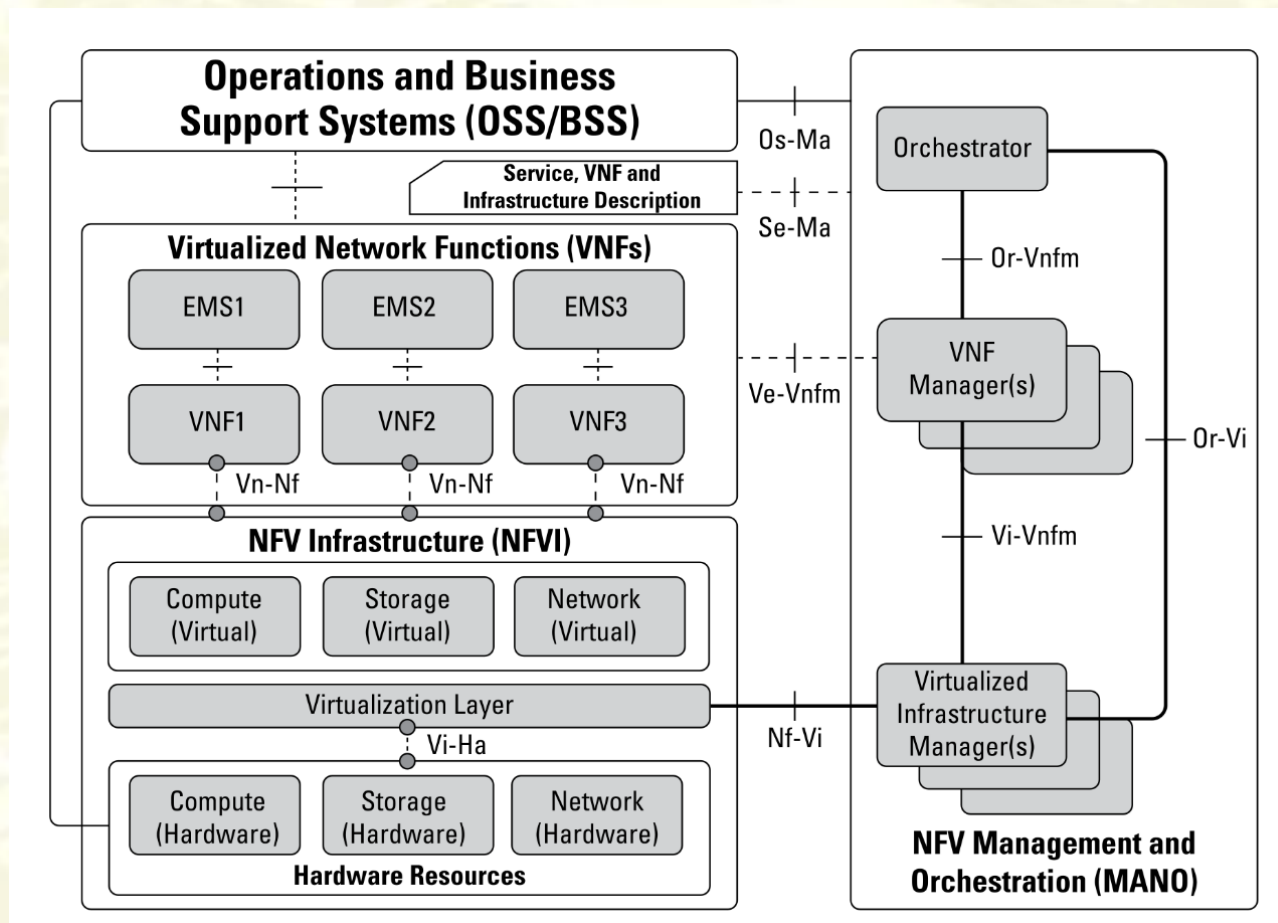 Operations and Business
Support Systems (OSS/BSS)
Os-Ma
Orchestrator
Service, VNF and
Infrastructure Description
Se-Ma
Or-Vnfm
Virtualized Network Functions (VNFs)
EMS1
EMS2
EMS3
VNF
Manager(s)
Ve-Vnfm
VNF1
VNF2
VNF3
Or-Vi
Vn-Nf
Vn-Nf
Vn-Nf
NFV Infrastructure (NFVI)
Vi-Vnfm
Compute
(Virtual)
Storage
(Virtual)
Network
(Virtual)
Virtualization Layer
Virtualized
Infrastructure
Manager(s)
Nf-Vi
Vi-Ha
Compute
(Hardware)
Storage
(Hardware)
Network
(Hardware)
Hardware Resources
NFV Management and
Orchestration (MANO)